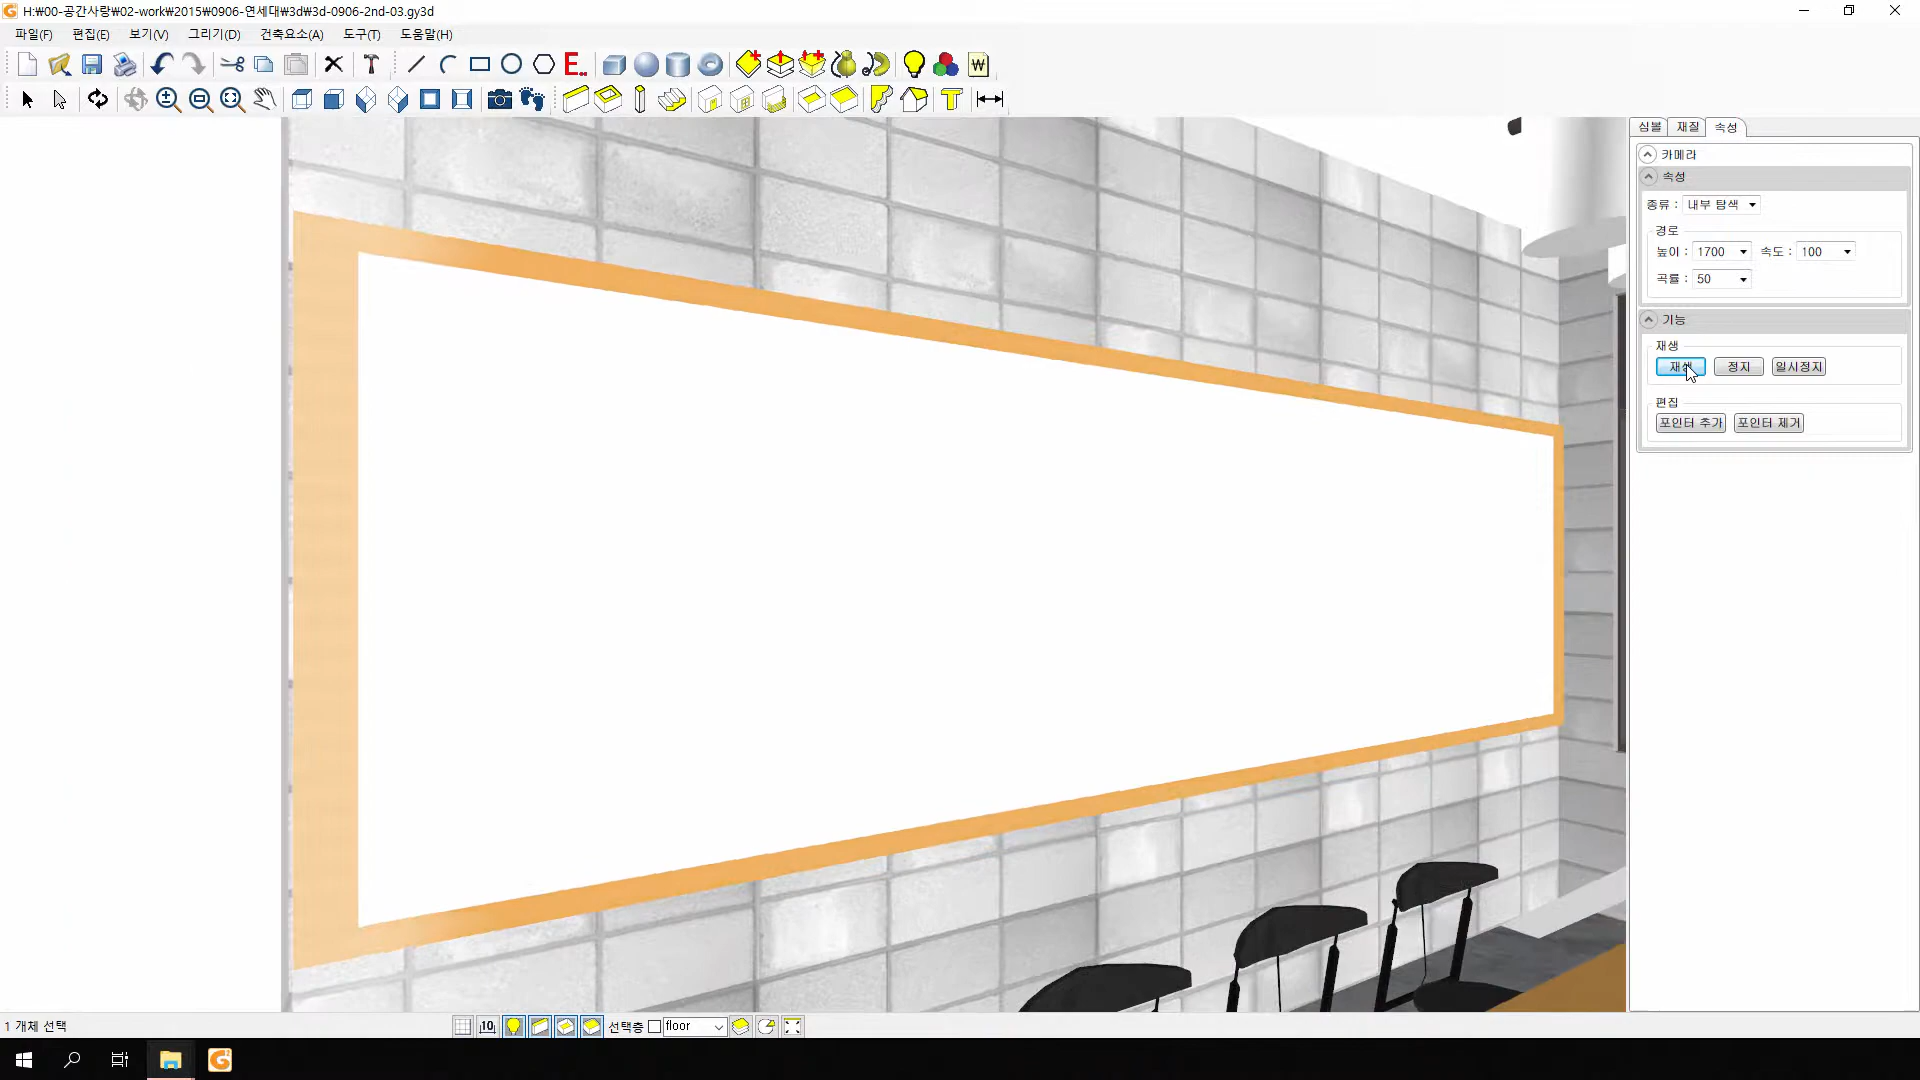 H:₩00-공간사랑₩02-work₩2015₩0906-연세대₩3d₩3d-0906-2nd-03.gy3d
파일(F) 편집(E) 보기(V) 그리기(D) 건축요소(A) 도구(T) 도움말(H)
E..
W
T
심볼 재질 속성
카메라
속성
종류 : 내부 탐색
경로
높이 : 1700 속도 : 100
곡률 : 50
기능
재생
재생 정지 일시정지
편집
포인터 추가 포인터 제거
1 개체 선택 10 선택층 floor